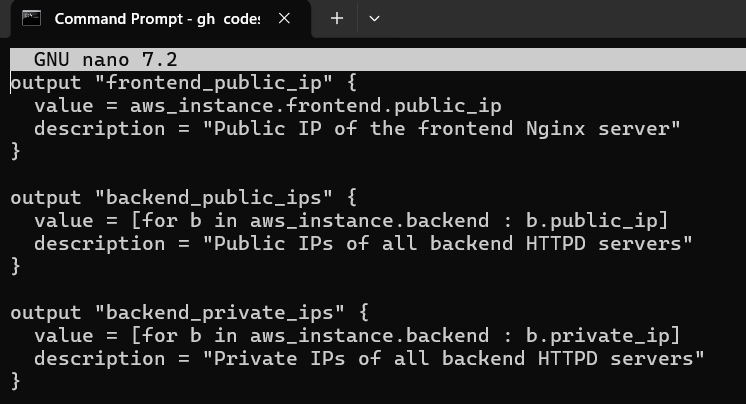 Command Prompt - gh codes
GNU nano 7.2
output "frontend_public_ip" {
  value = aws_instance.frontend.public_ip
  description = "Public IP of the frontend Nginx server"
}

output "backend_public_ips" {
  value = [for b in aws_instance.backend : b.public_ip]
  description = "Public IPs of all backend HTTPD servers"
}

output "backend_private_ips" {
  value = [for b in aws_instance.backend : b.private_ip]
  description = "Private IPs of all backend HTTPD servers"
}